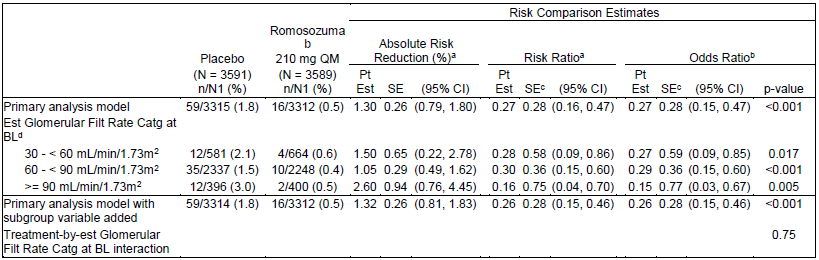 Risk Comparison Estimates
Romosozuma
b
Absolute Risk
Placebo 210 mg QM Reduction (%)a Risk Ratioa Odds Ratiob
(N = 3591) (N = 3589) Pt Pt Pt
n/N1 (%) n/N1 (%) Est SE (95% CI) Est SEc (95% CI) Est SEc (95% CI) p-value
Primary analysis model 59/3315 (1.8) 16/3312 (0.5) 1.30 0.26 (0.79, 1.80) 0.27 0.28 (0.16, 0.47) 0.27 0.28 (0.15, 0.47) <0.001
Est Glomerular Filt Rate Catg at
BLd
30 - < 60 mL/min/1.73m2 12/581 (2.1) 4/664 (0.6) 1.50 0.65 (0.22, 2.78) 0.28 0.58 (0.09, 0.86) 0.27 0.59 (0.09, 0.85) 0.017
60 - < 90 mL/min/1.73m2 35/2337 (1.5) 10/2248 (0.4) 1.05 0.29 (0.49, 1.62) 0.30 0.36 (0.15, 0.60) 0.29 0.36 (0.15, 0.60) <0.001
>= 90 mL/min/1.73m2 12/396 (3.0) 2/400 (0.5) 2.60 0.94 (0.76, 4.45) 0.16 0.75 (0.04, 0.70) 0.15 0.77 (0.03, 0.67) 0.005
Primary analysis model with 59/3314 (1.8) 16/3312 (0.5) 1.32 0.26 (0.81, 1.83) 0.26 0.28 (0.15, 0.46) 0.26 0.28 (0.15, 0.46) <0.001
subgroup variable added
Treatment-by-est Glomerular 0.75
Filt Rate Catg at BL interaction